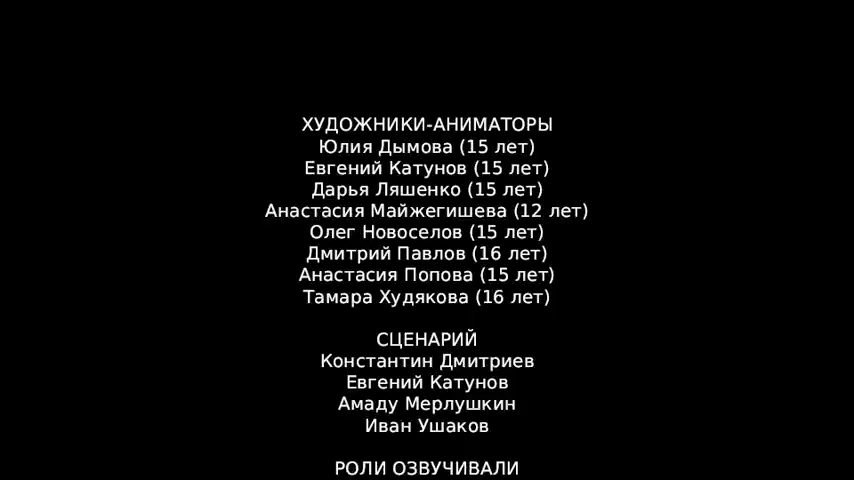 ХУДОЖНИКИ-АНИМАТОРЫ
Юлия Дымова (15 лет)
Евгений Катунов (15 лет)
Дарья Ляшенко (15 лет)
Анастасия Майжегишева (12 лет)
Олег Новоселов (15 лет)
Дмитрий Павлов (16 лет)
Анастасия Попова (15 лет)
Тамара Худякова (16 лет)
СЦЕНАРИЙ
Константин Дмитриев
Евгений Катунов
Амаду Мерлушкин
Иван Ушаков
РОЛИ ОЗВУЧИВАЛИ